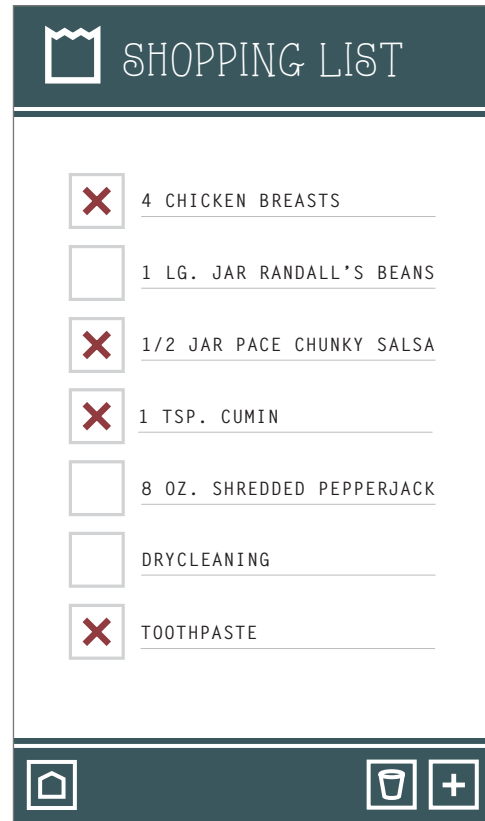 SHOPPING LIST
4 CHICKEN BREASTS
1 LG. JAR RANDALL'S BEANS
1/2 JAR PACE CHUNKY SALSA
1 TSP. CUMIN
8 OZ. SHREDDED PEPPERJACK
DRYCLEANING
TOOTHPASTE